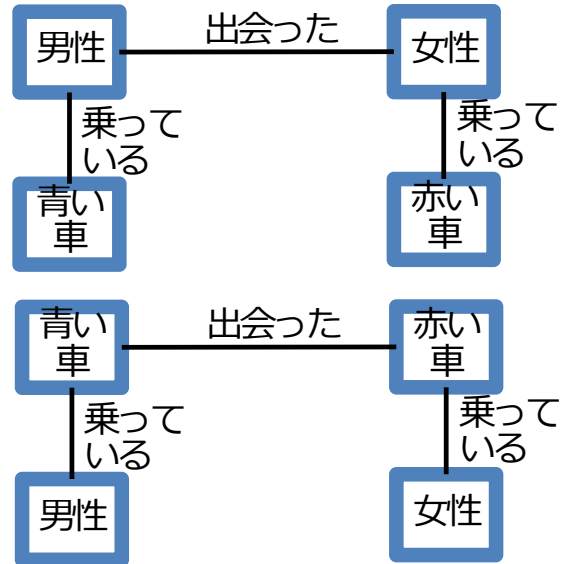 男性
出会った
女性
乗って
いる
乗って
いる
青い
車
赤い
車
青い
車
出会った
赤い
車
乗って
いる
乗って
いる
男性
女性